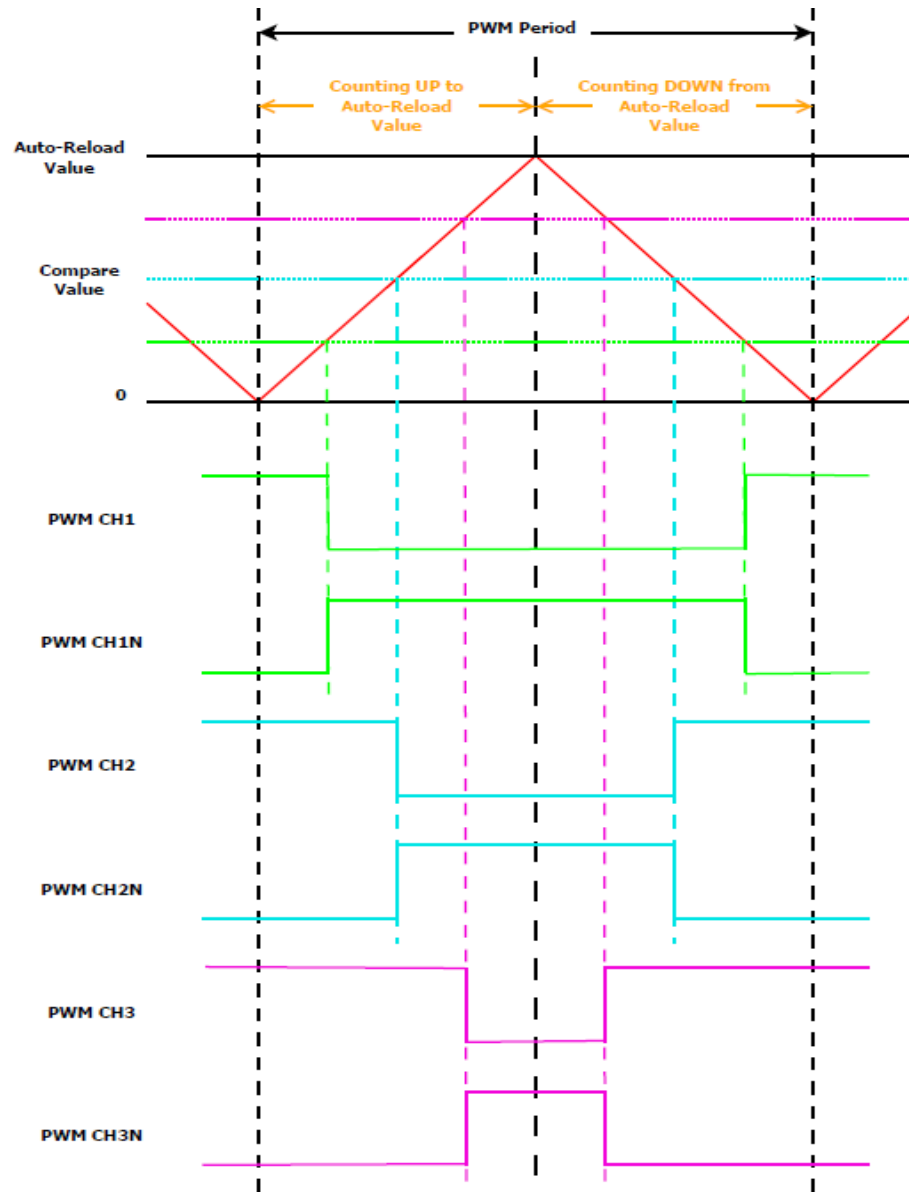 PWM Period
Counting UP to
Auto-Reload
Value
Counting DOWN from
Auto-Reload
Value
Auto-Reload
Value
Compare
Value
0
PWM CH1
PWM CH1N
PWM CH2
PWM CH2N
PWM CH3
PWM CH3N